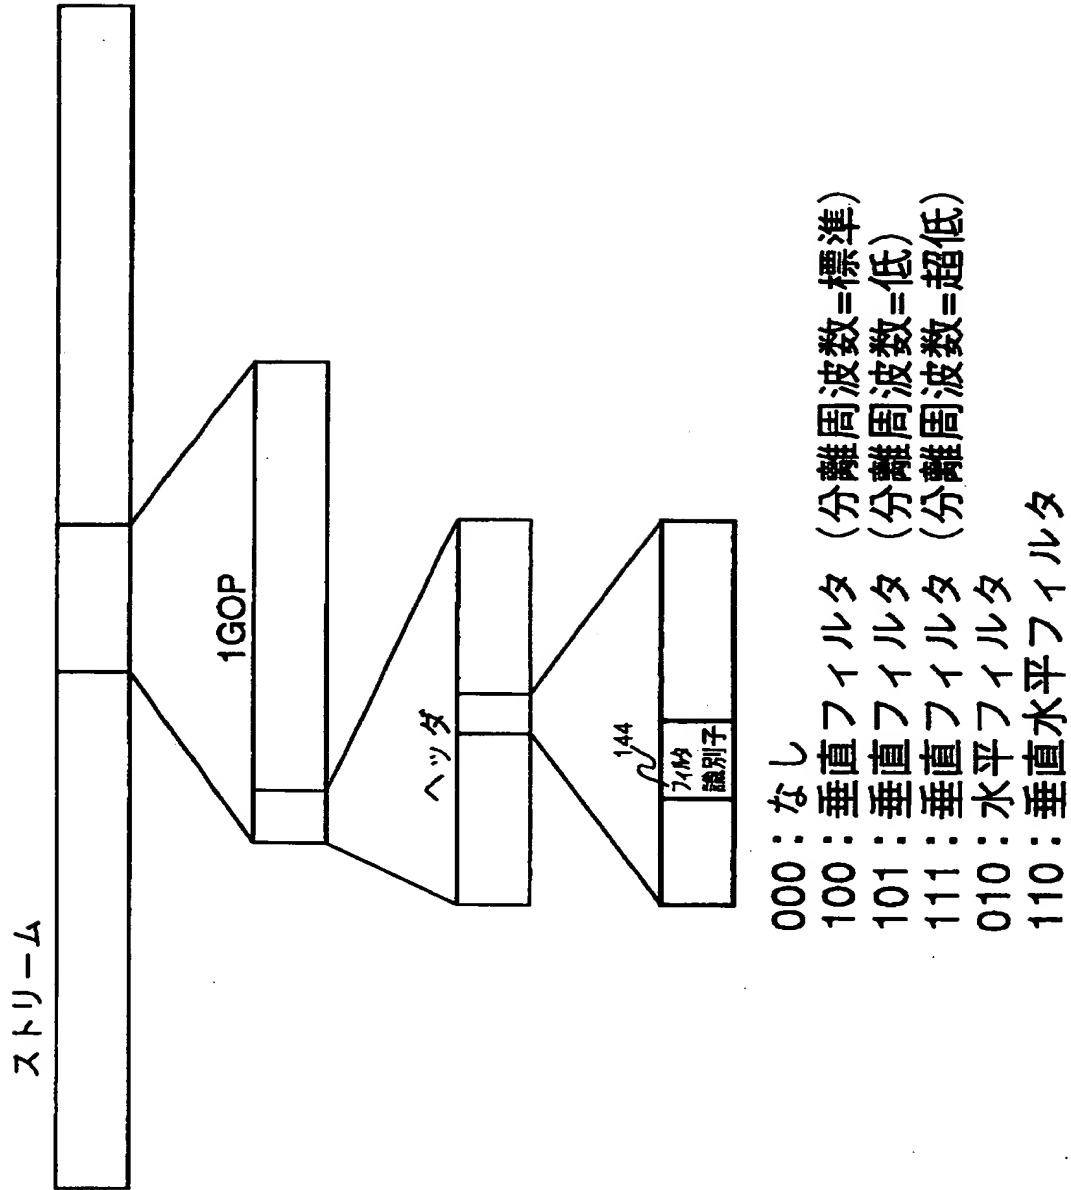 ストリーム
1GOP
ヘッダ
144
フィルタ
識別子
000：なし
100：垂直フィルタ（分離周波数=標準）
101：垂直フィルタ（分離周波数=低）
111：垂直フィルタ（分離周波数=超低）
010：水平フィルタ
110：垂直水平フィルタ